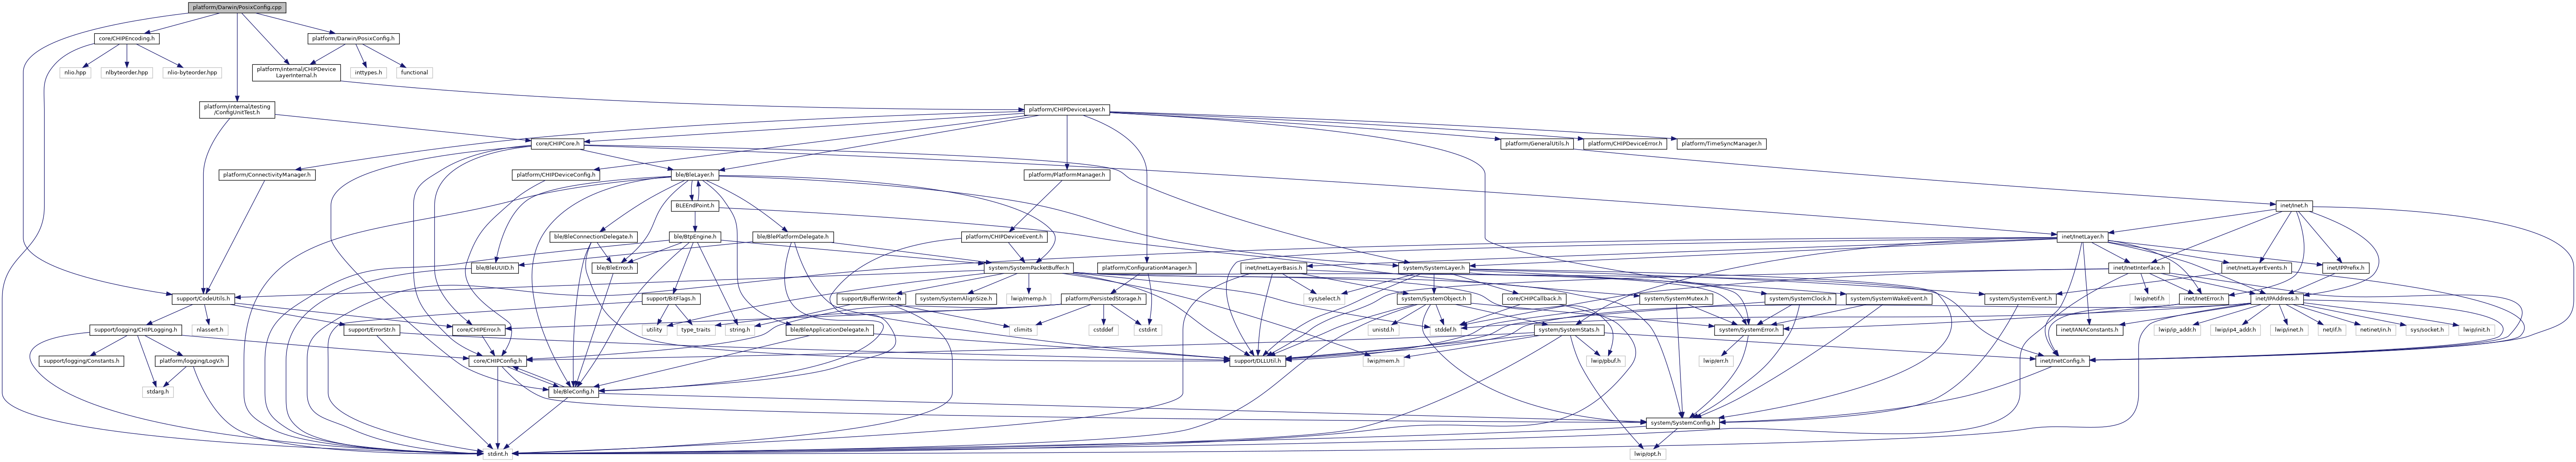 platform/Darwin/PosixConfig.cpp
core/CHIPEncoding.h
platform/Darwin/PosixConfig.h
nlio.hpp
nlbyteorder.hpp
nlio-byteorder.hpp
platform/internal/CHIPDevice
LayerInternal.h
inttypes.h
functional
platform/internal/testing
/ConfigUnitTest.h
platform/CHIPDeviceLayer.h
core/CHIPCore.h
platform/GeneralUtils.h
platform/CHIPDeviceError.h
platform/TimeSyncManager.h
platform/ConnectivityManager.h
platform/CHIPDeviceConfig.h
ble/BleLayer.h
platform/PlatformManager.h
BLEEndPoint.h
inet/Inet.h
ble/BleConnectionDelegate.h
ble/BtpEngine.h
ble/BlePlatformDelegate.h
platform/CHIPDeviceEvent.h
inet/InetLayer.h
ble/BleUUID.h
ble/BleError.h
system/SystemPacketBuffer.h
platform/ConfigurationManager.h
inet/InetLayerBasis.h
system/SystemLayer.h
inet/InetInterface.h
inet/InetLayerEvents.h
inet/IPPrefix.h
support/CodeUtils.h
support/BitFlags.h
support/BufferWriter.h
system/SystemAlignSize.h
lwip/memp.h
platform/PersistedStorage.h
sys/select.h
system/SystemObject.h
core/CHIPCallback.h
system/SystemMutex.h
system/SystemClock.h
system/SystemWakeEvent.h
system/SystemEvent.h
lwip/netif.h
inet/InetError.h
inet/IPAddress.h
support/logging/CHIPLogging.h
nlassert.h
support/ErrorStr.h
core/CHIPError.h
utility
type_traits
string.h
ble/BleApplicationDelegate.h
climits
cstddef
cstdint
unistd.h
stddef.h
system/SystemStats.h
system/SystemError.h
inet/IANAConstants.h
lwip/ip_addr.h
lwip/ip4_addr.h
lwip/inet.h
net/if.h
netinet/in.h
sys/socket.h
lwip/init.h
support/logging/Constants.h
platform/logging/LogV.h
core/CHIPConfig.h
support/DLLUtil.h
lwip/mem.h
lwip/pbuf.h
lwip/err.h
inet/InetConfig.h
stdarg.h
ble/BleConfig.h
system/SystemConfig.h
stdint.h
lwip/opt.h